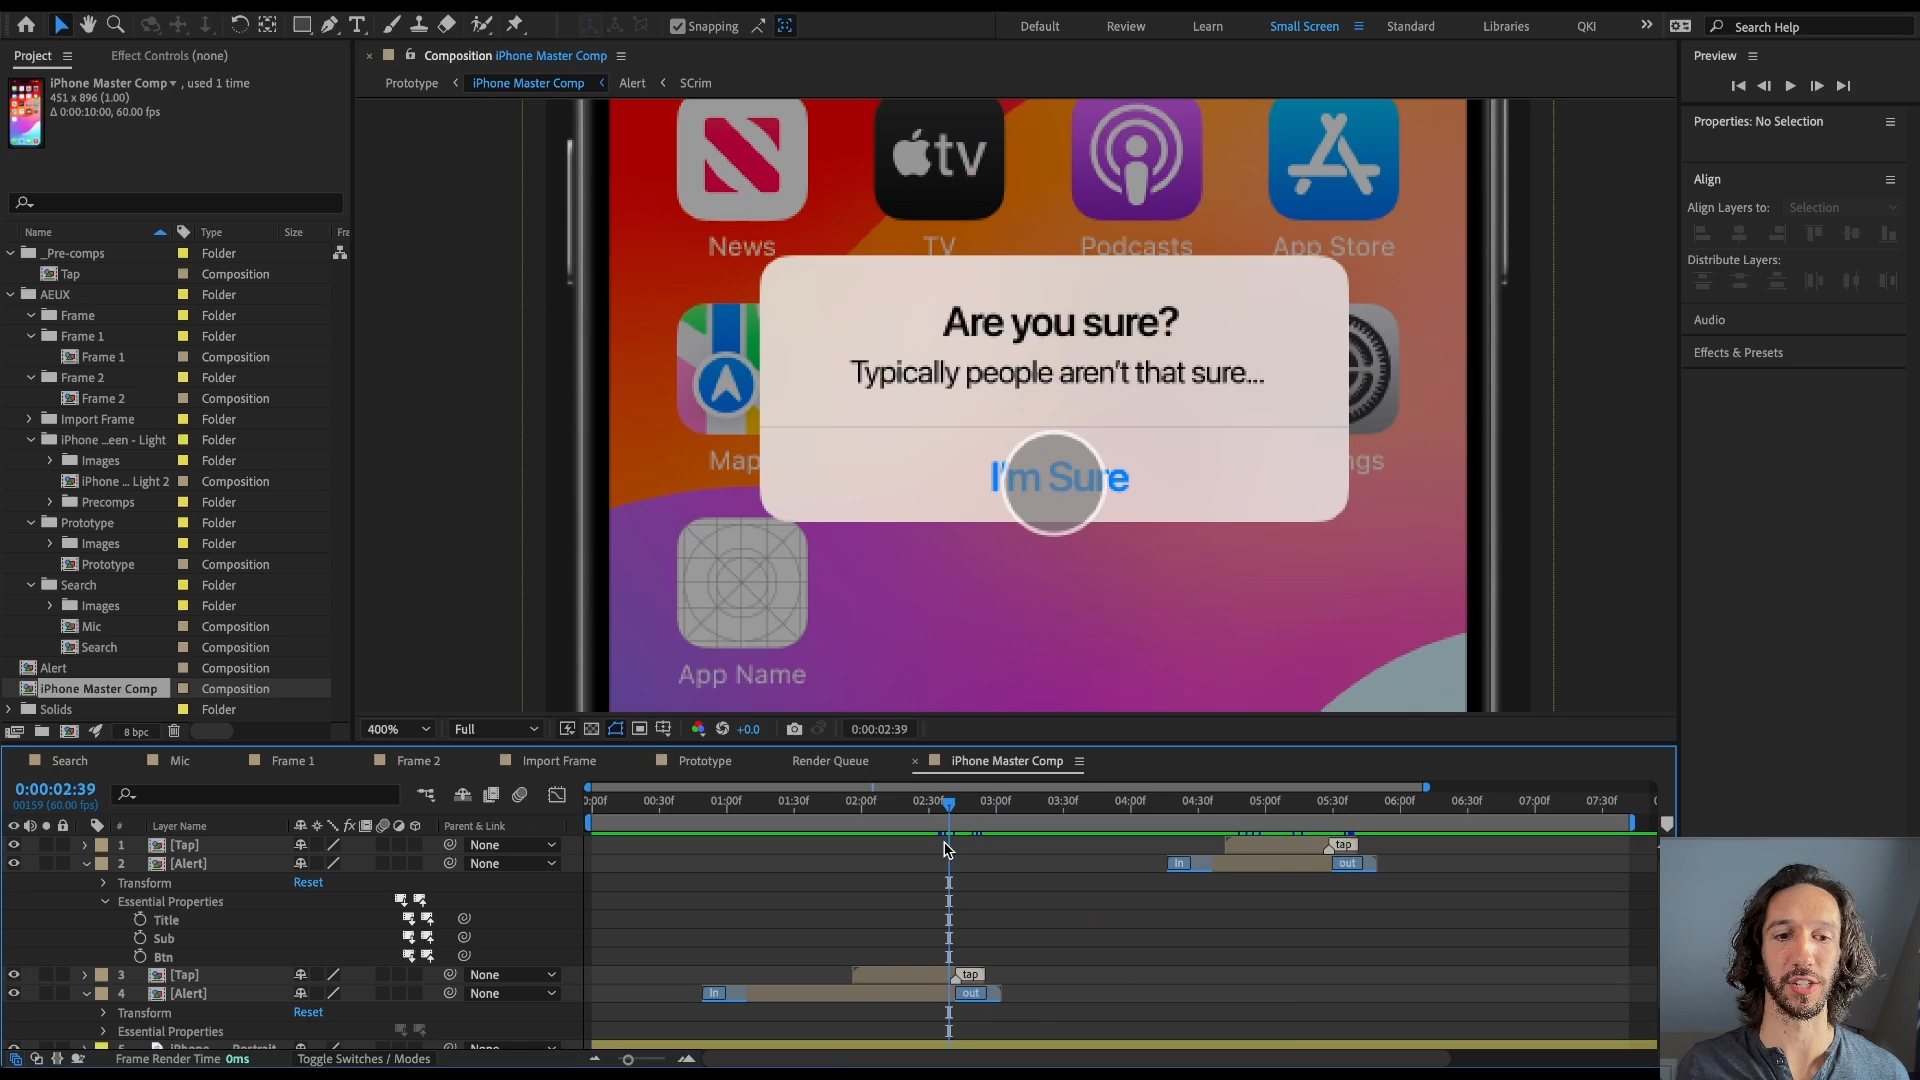 Snapping
Default
Review
Learn
Small Screen
Standard
Libraries
QKI
Search Help
Project
Effect Controls (none)
iPhone Master Comp , used 1 time
451 x 896 (1.00)
Δ 0:00:10:00, 60.00 fps
Composition iPhone Master Comp
Prototype
iPhone Master Comp
Alert
SCrim
Preview
Properties: No Selection
Align
Align Layers to: Selection
Distribute Layers:
Audio
Effects & Presets
Name
Type
Size
Fra
_Pre-comps Folder
Tap Composition
AEUX Folder
Frame Folder
Frame 1 Folder
Frame 1 Composition
Frame 2 Folder
Frame 2 Composition
Import Frame Folder
iPhone ...een - Light Folder
Images Folder
iPhone ... Light 2 Composition
Precomps Folder
Prototype Folder
Images Folder
Prototype Composition
Search Folder
Images Folder
Mic Composition
Search Composition
Alert Composition
iPhone Master Comp Composition
Solids Folder
8 bpc
tv
News
TV
Podcasts
App Store
Are you sure?
Typically people aren't that sure...
I'm Sure
Map
ngs
App Name
400%
Full
+0.0
0:00:02:39
Search
Mic
Frame 1
Frame 2
Import Frame
Prototype
Render Queue
iPhone Master Comp
0:00:02:39
00159 (60.00 fps)
:00f 00:30f 01:00f 01:30f 02:00f 02:30f 03:00f 03:30f 04:00f 04:30f 05:00f 05:30f 06:00f 06:30f 07:00f 07:30f
# Layer Name
fx
Parent & Link
1 [Tap] None
tap
2 [Alert] None
In
out
Transform Reset
Essential Properties
Title
Sub
Btn
3 [Tap] None
tap
4 [Alert] None
In
out
Transform Reset
Essential Properties
Frame Render Time 0ms
Toggle Switches / Modes